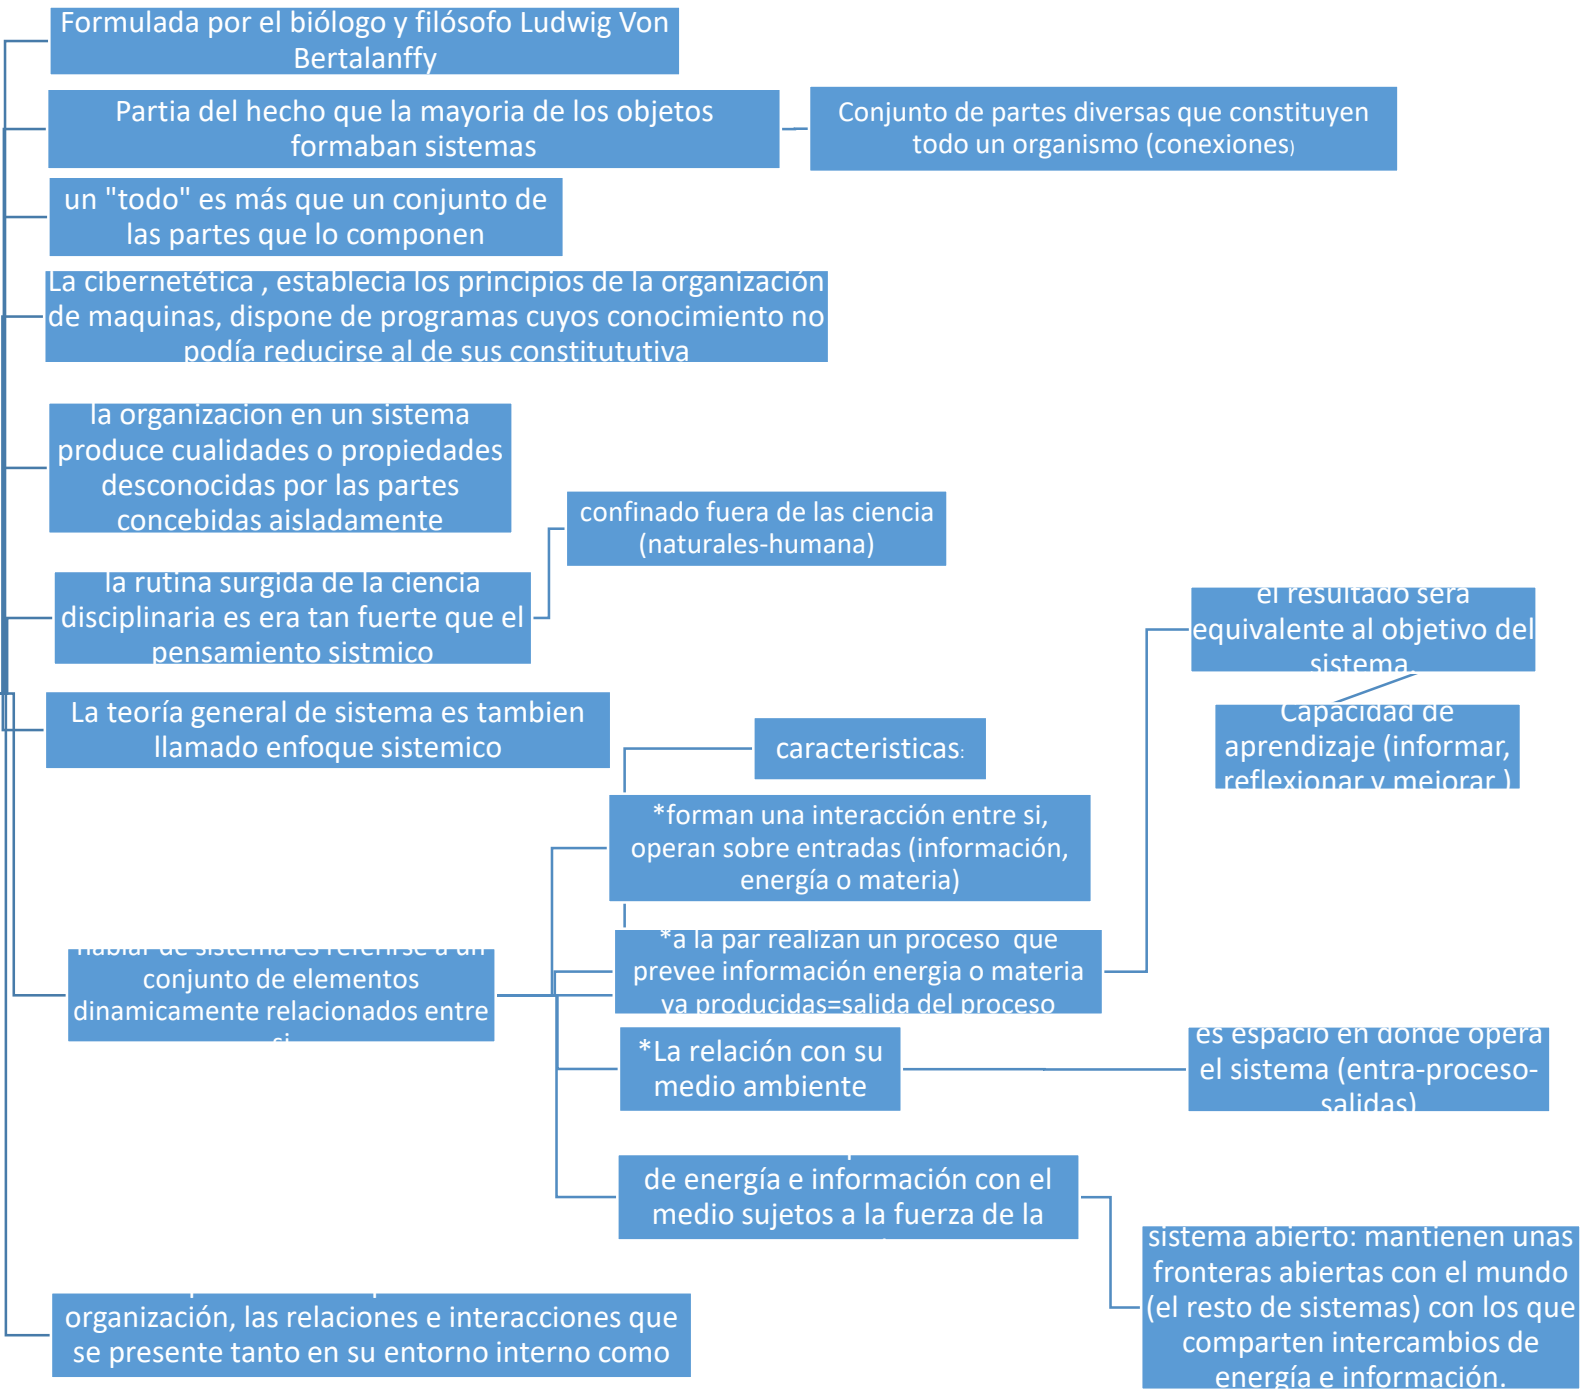 Formulada por el biólogo y filósofo Ludwig Von
Bertalanffy
Partia del hecho que la mayoria de los objetos
formaban sistemas
Conjunto de partes diversas que constituyen
todo un organismo (conexiones)
un "todo" es más que un conjunto de
las partes que lo componen
La cibernetética , establecia los principios de la organización
de maquinas, dispone de programas cuyos conocimiento no
podía reducirse al de sus constitututiva
la organizacion en un sistema
produce cualidades o propiedades
desconocidas por las partes
concebidas aisladamente
la rutina surgida de la ciencia
disciplinaria es era tan fuerte que el
pensamiento sistmico
confinado fuera de las ciencia
(naturales-humana)
La teoría general de sistema es tambien
llamado enfoque sistemico
hablar de sistema es referirse a un
conjunto de elementos
dinamicamente relacionados entre
si
caracteristicas:
*forman una interacción entre si,
operan sobre entradas (información,
energía o materia)
*a la par realizan un proceso que
prevee información energia o materia
ya producidas=salida del proceso
el resultado sera
equivalente al objetivo del
sistema.
Capacidad de
aprendizaje (informar,
reflexionar y mejorar )
*La relación con su
medio ambiente
es espacio en donde opera
el sistema (entra-proceso-
salidas)
de energía e información con el
medio sujetos a la fuerza de la
sistema abierto: mantienen unas
fronteras abiertas con el mundo
(el resto de sistemas) con los que
comparten intercambios de
energía e información.
organización, las relaciones e interacciones que
se presente tanto en su entorno interno como